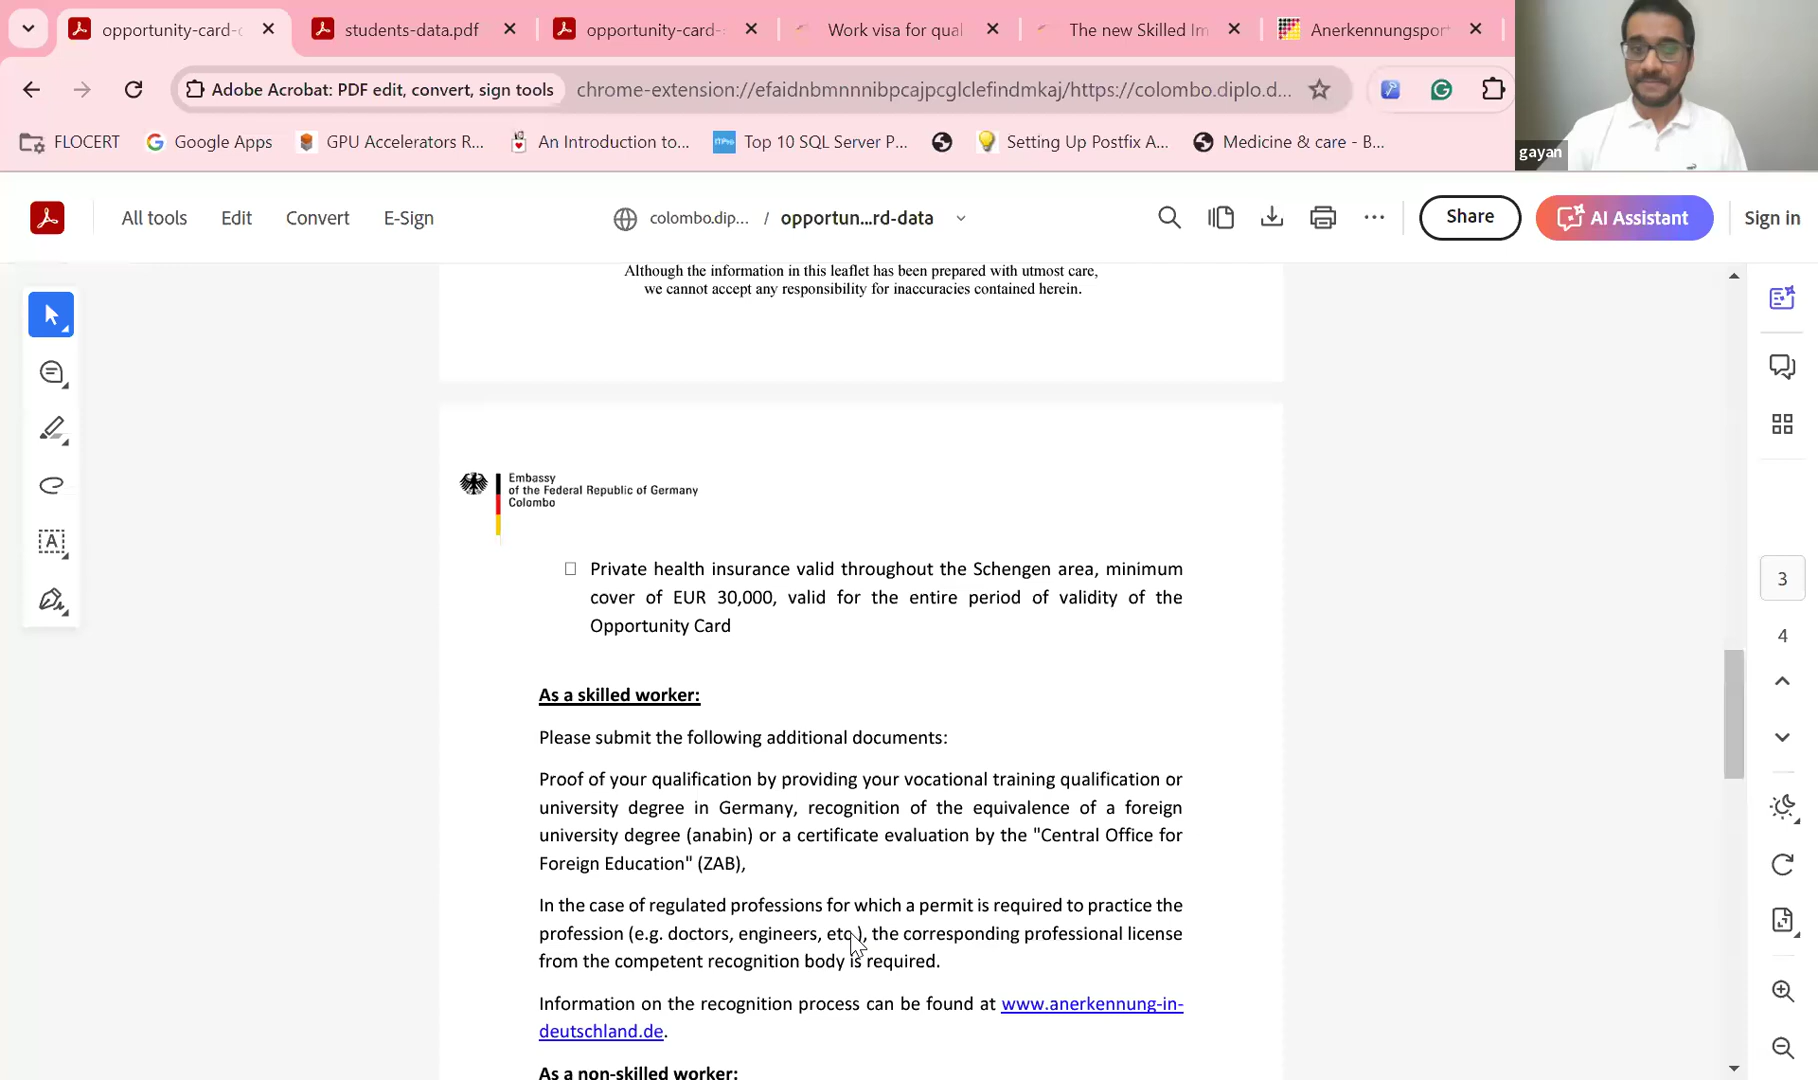 opportunity-card-c
students-data.pdf
opportunity-card-
Work visa for qual
The new Skilled Im
Anerkennungsport
Adobe Acrobat: PDF edit, convert, sign tools
chrome-extension://efaidnbmnnnibpcajpcglclefindmkaj/https://colombo.diplo.d...
FLOCERT
Google Apps
GPU Accelerators R...
An Introduction to...
ITPro
Top 10 SQL Server P...
Setting Up Postfix A...
Medicine & care - B...
gayan
All tools
Edit
Convert
E-Sign
colombo.dip... / opportun...rd-data
Share
AI Assistant
Sign in
Although the information in this leaflet has been prepared with utmost care,
we cannot accept any responsibility for inaccuracies contained herein.
Embassy
of the Federal Republic of Germany
Colombo
Private health insurance valid throughout the Schengen area, minimum
cover of EUR 30,000, valid for the entire period of validity of the
Opportunity Card
As a skilled worker:
Please submit the following additional documents:
Proof of your qualification by providing your vocational training qualification or
university degree in Germany, recognition of the equivalence of a foreign
university degree (anabin) or a certificate evaluation by the "Central Office for
Foreign Education" (ZAB),
In the case of regulated professions for which a permit is required to practice the
profession (e.g. doctors, engineers, etc.), the corresponding professional license
from the competent recognition body is required.
Information on the recognition process can be found at www.anerkennung-in-
deutschland.de.
As a non-skilled worker:
3
4